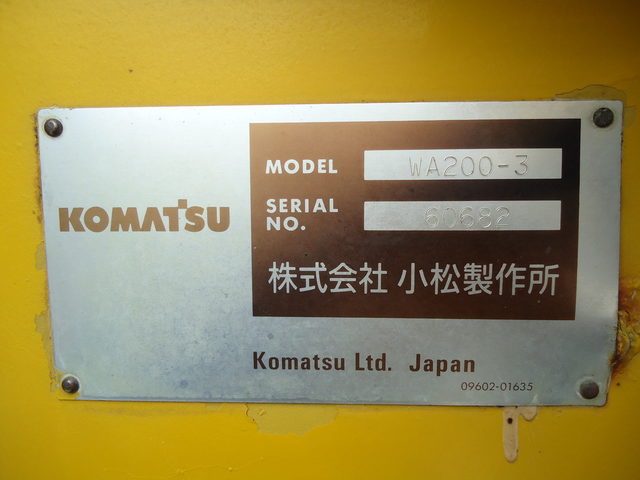 KOMATSU
MODEL WA200-3
SERIAL NO. 60682
株式会社 小松製作所
Komatsu Ltd. Japan
09602-01635